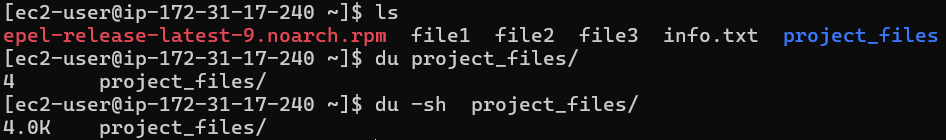 [ec2-user@ip-172-31-17-240 ~]$ ls
epel-release-latest-9.noarch.rpm  file1  file2  file3  info.txt  project_files
[ec2-user@ip-172-31-17-240 ~]$ du project_files/
4       project_files/
[ec2-user@ip-172-31-17-240 ~]$ du -sh  project_files/
4.0K    project_files/